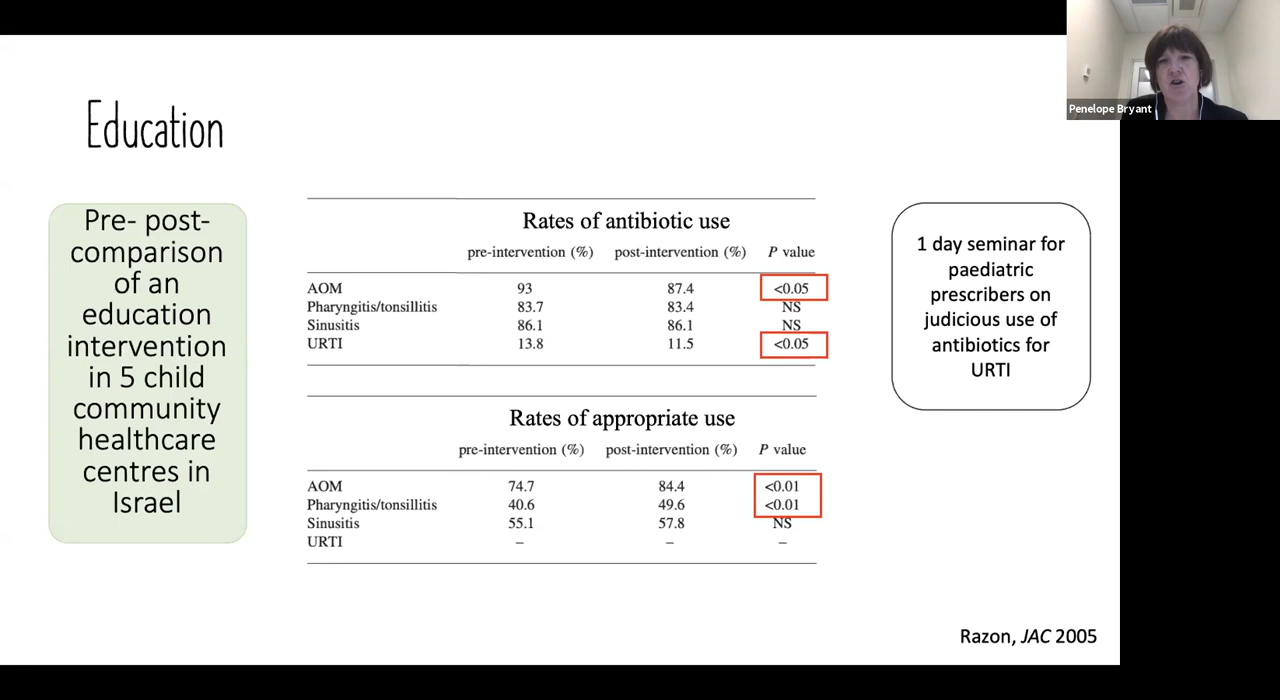 Penelope Bryant
Education
Pre- post-
comparison
of an
education
intervention
in 5 child
community
healthcare
centres in
Israel
Rates of antibiotic use
pre-intervention (%) post-intervention (%) P value
AOM 93 87.4 <0.05
Pharyngitis/tonsillitis 83.7 83.4 NS
Sinusitis 86.1 86.1 NS
URTI 13.8 11.5 <0.05
Rates of appropriate use
pre-intervention (%) post-intervention (%) P value
AOM 74.7 84.4 <0.01
Pharyngitis/tonsillitis 40.6 49.6 <0.01
Sinusitis 55.1 57.8 NS
URTI – – –
1 day seminar for
paediatric
prescribers on
judicious use of
antibiotics for
URTI
Razon, JAC 2005